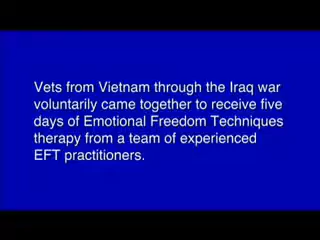 Vets from Vietnam through the Iraq war
voluntarily came together to receive five
days of Emotional Freedom Techniques
therapy from a team of experienced
EFT practitioners.